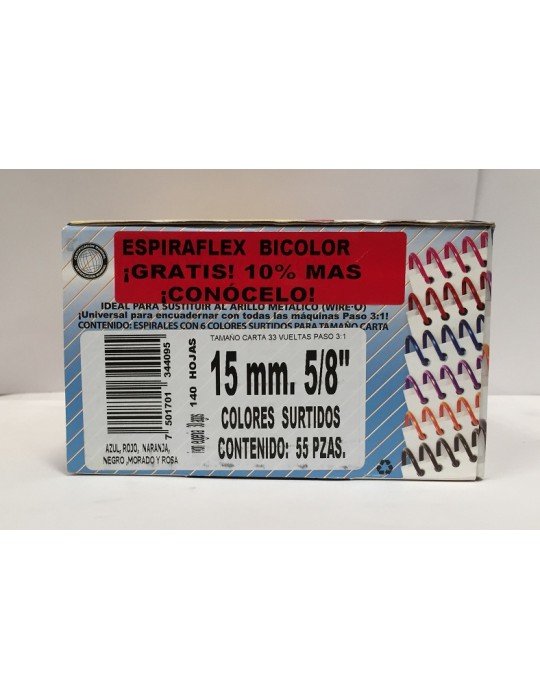 ESPIRAFLEX BICOLOR
¡GRATIS! 10% MAS
¡CONÓCELO!
IDEAL PARA SUSTITUIR AL ARILLO METÁLICO (WIRE'O)
¡Universal para encuadernar con todas las máquinas Paso 3:1!
CONTENIDO: ESPIRALES CON 6 COLORES SURTIDOS PARA TAMAÑO CARTA
TAMAÑO CARTA 33 VUELTAS PASO 3:1
7 501701 344095
140 HOJAS
15 mm. 5/8"
COLORES SURTIDOS
CONTENIDO: 55 PZAS.
AZUL, ROJO, NARANJA,
NEGRO ,MORADO Y ROSA